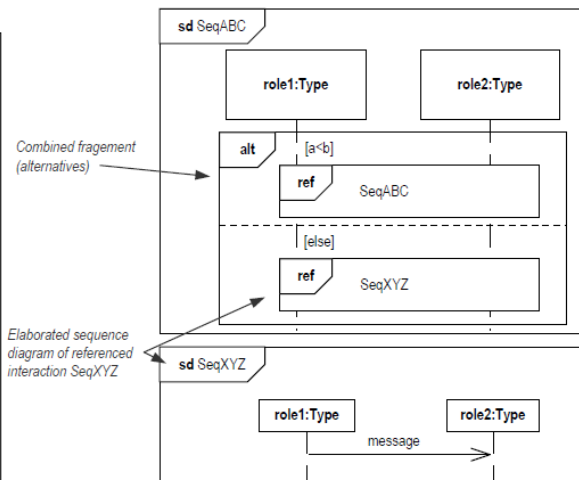 sd SeqABC
role1:Type
role2:Type
Combined fragement
(alternatives)
alt
[a<b]
ref
SeqABC
[else]
ref
SeqXYZ
Elaborated sequence
diagram of referenced
interaction SeqXYZ
sd SeqXYZ
role1:Type
role2:Type
message